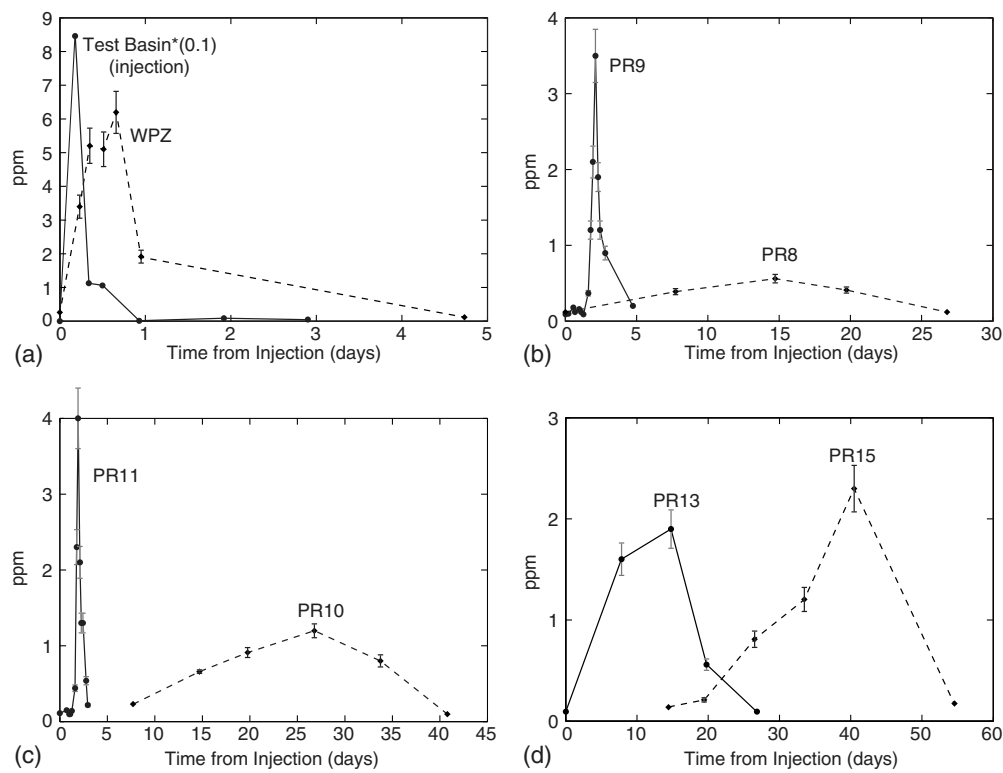 9
8
7
6
5
4
3
2
1
0
ppm
Test Basin*(0.1)
(injection)
WPZ
0 1 2 3 4 5
(a) Time from Injection (days)
4
3
2
1
0
ppm
PR9
PR8
0 5 10 15 20 25 30
(b) Time from Injection (days)
4
3
2
1
0
ppm
PR11
PR10
0 5 10 15 20 25 30 35 40 45
(c) Time from Injection (days)
3
2
1
0
ppm
PR13
PR15
0 10 20 30 40 50 60
(d) Time from Injection (days)